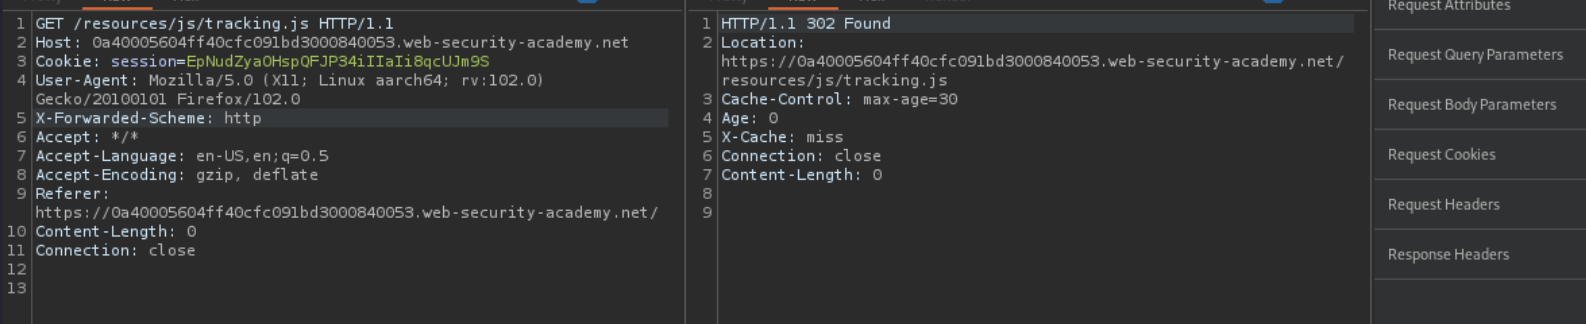 1 GET /resources/js/tracking.js HTTP/1.1
2 Host: 0a40005604ff40cfc091bd3000840053.web-security-academy.net
3 Cookie: session=EpNudZyaOHspQFJP34iIIaIi8qcUJm9S
4 User-Agent: Mozilla/5.0 (X11; Linux aarch64; rv:102.0)
Gecko/20100101 Firefox/102.0
5 X-Forwarded-Scheme: http
6 Accept: */*
7 Accept-Language: en-US,en;q=0.5
8 Accept-Encoding: gzip, deflate
9 Referer:
https://0a40005604ff40cfc091bd3000840053.web-security-academy.net/
10 Content-Length: 0
11 Connection: close
12
13
1 HTTP/1.1 302 Found
2 Location:
https://0a40005604ff40cfc091bd3000840053.web-security-academy.net/
resources/js/tracking.js
3 Cache-Control: max-age=30
4 Age: 0
5 X-Cache: miss
6 Connection: close
7 Content-Length: 0
8
9
Request Attributes
Request Query Parameters
Request Body Parameters
Request Cookies
Request Headers
Response Headers